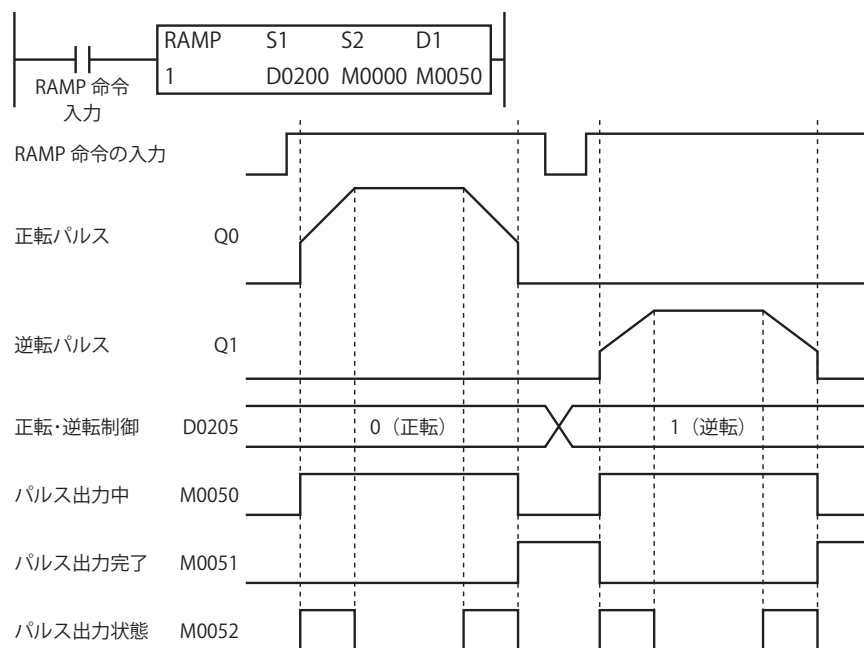 RAMP S1 S2 D1
1 D0200 M0000 M0050
RAMP 命令
入力
RAMP 命令の入力
正転パルス Q0
逆転パルス Q1
正転・逆転制御 D0205 0（正転） 1（逆転）
パルス出力中 M0050
パルス出力完了 M0051
パルス出力状態 M0052